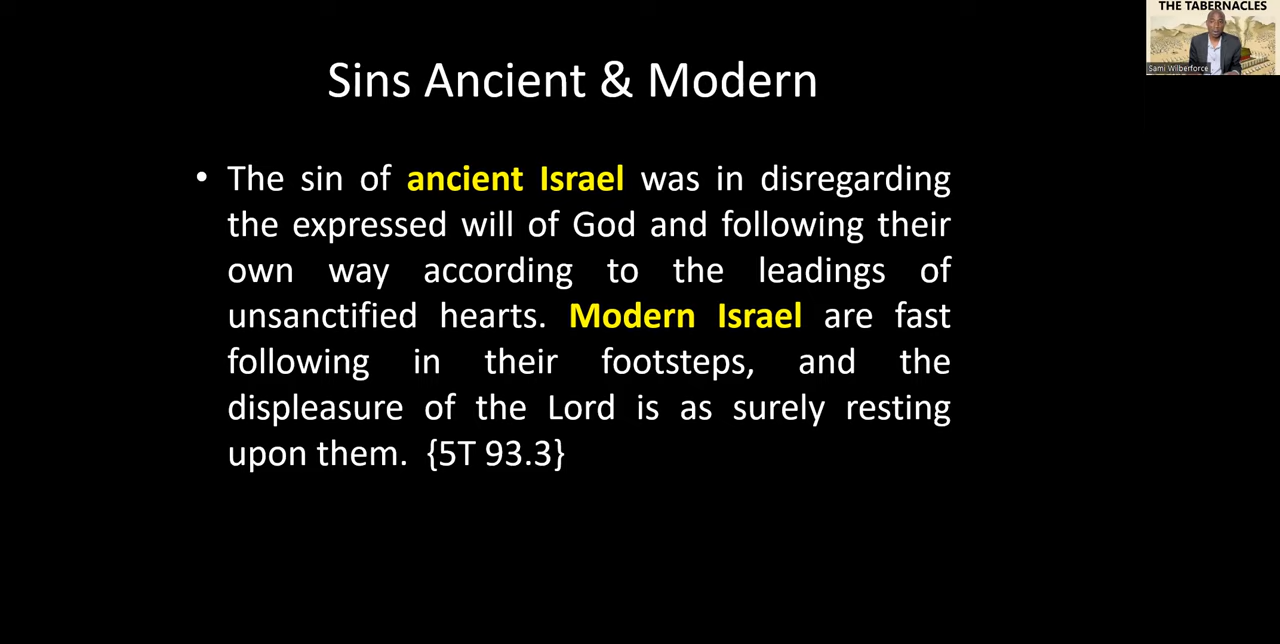 THE TABERNACLES
Sami Wilberforce
Sins Ancient & Modern
• The sin of ancient Israel was in disregarding
the expressed will of God and following their
own way according to the leadings of
unsanctified hearts. Modern Israel are fast
following in their footsteps, and the
displeasure of the Lord is as surely resting
upon them. {5T 93.3}